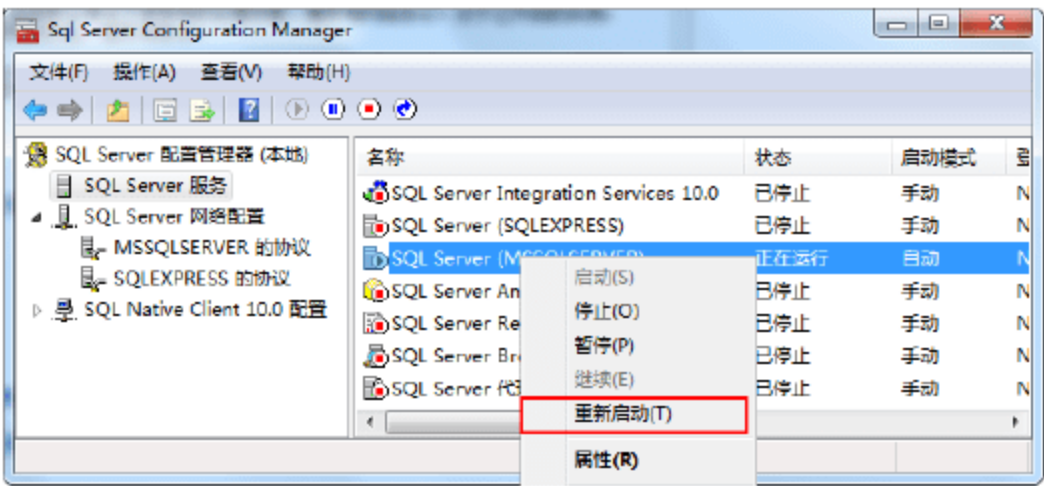 Sql Server Configuration Manager
文件(F) 操作(A) 查看(V) 帮助(H)
SQL Server 配置管理器 (本地)
SQL Server 服务
SQL Server 网络配置
MSSQLSERVER 的协议
SQLEXPRESS 的协议
SQL Native Client 10.0 配置
名称 状态 启动模式
SQL Server Integration Services 10.0 已停止 手动 N
SQL Server (SQLEXPRESS) 已停止 手动 N
SQL Server (MSSQLSERVER) 正在运行 自动 N
SQL Server An 已停止 手动 N
SQL Server Re 已停止 手动 N
SQL Server Br 已停止 手动 N
SQL Server 代 已停止 手动 N
启动(S)
停止(O)
暂停(P)
继续(E)
重新启动(T)
属性(R)